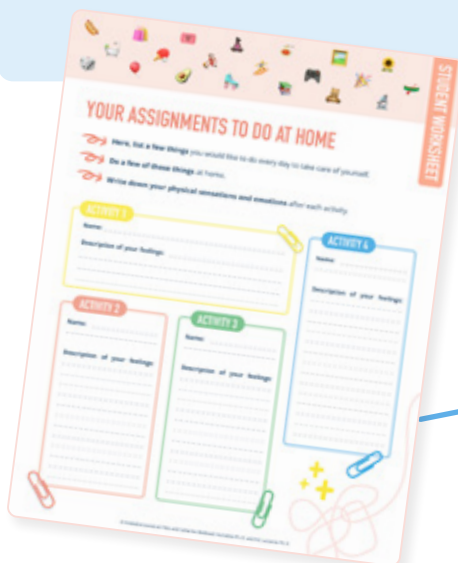 STUDENT WORKSHEET
YOUR ASSIGNMENTS TO DO AT HOME
Here, list a few things you would like to do every day to take care of yourself.
Do a few of these things at home.
Write down your physical sensations and emotions after each activity.
ACTIVITY 1
Name:
Description of your feelings:
ACTIVITY 2
Name:
Description of your feelings:
ACTIVITY 3
Name:
Description of your feelings:
ACTIVITY 4
Name:
Description of your feelings: